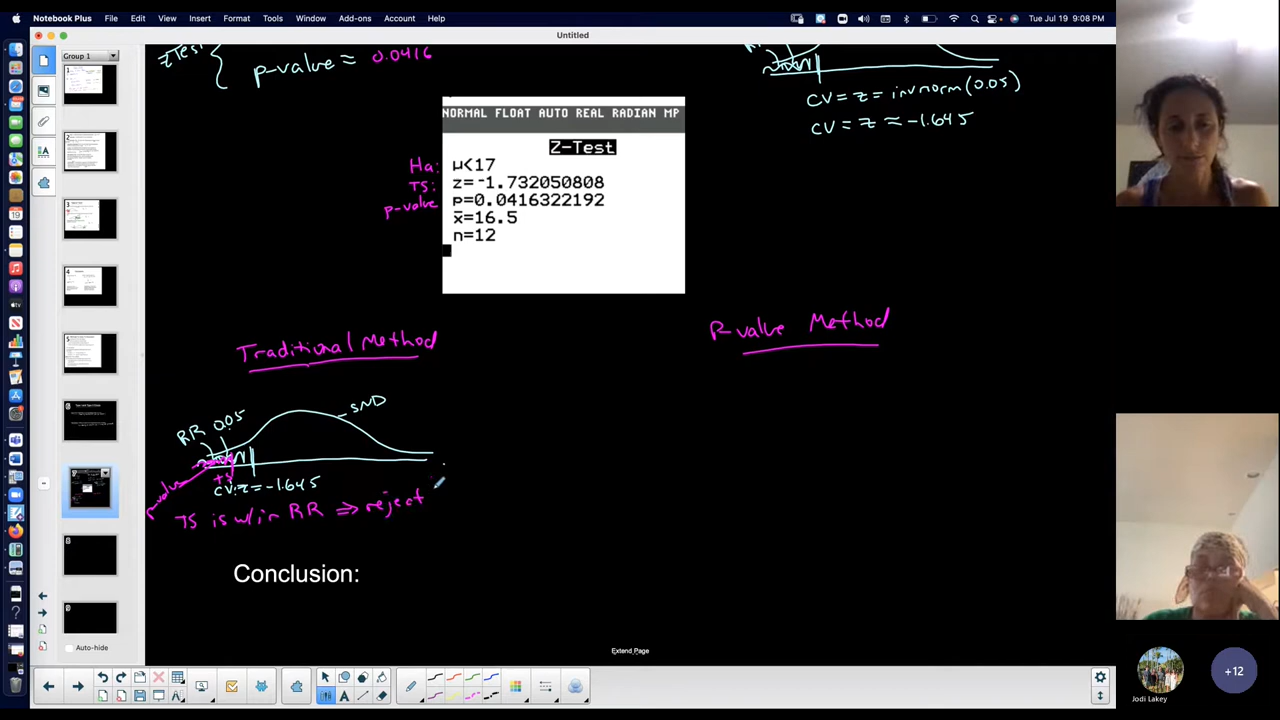 Notebook Plus File Edit View Insert Format Tools Add-ons Account Help
Tue Jul 19 9:08 PM
Untitled
Group 1
zTest
p-value = 0.0416
CV = z = invnorm(0.05)
CV = z ≈ -1.645
NORMAL FLOAT AUTO REAL RADIAN MP
Z-Test
Ha: μ<17
TS: z=-1.732050808
p-value p=0.0416322192
x̄=16.5
n=12
Traditional Method
P-value Method
RR 0.05 SND
TS
CV: z = -1.645
p-value
TS is w/in RR ⇒ reject
Conclusion:
Auto-hide
Extend Page
Jodi Lakey
+12